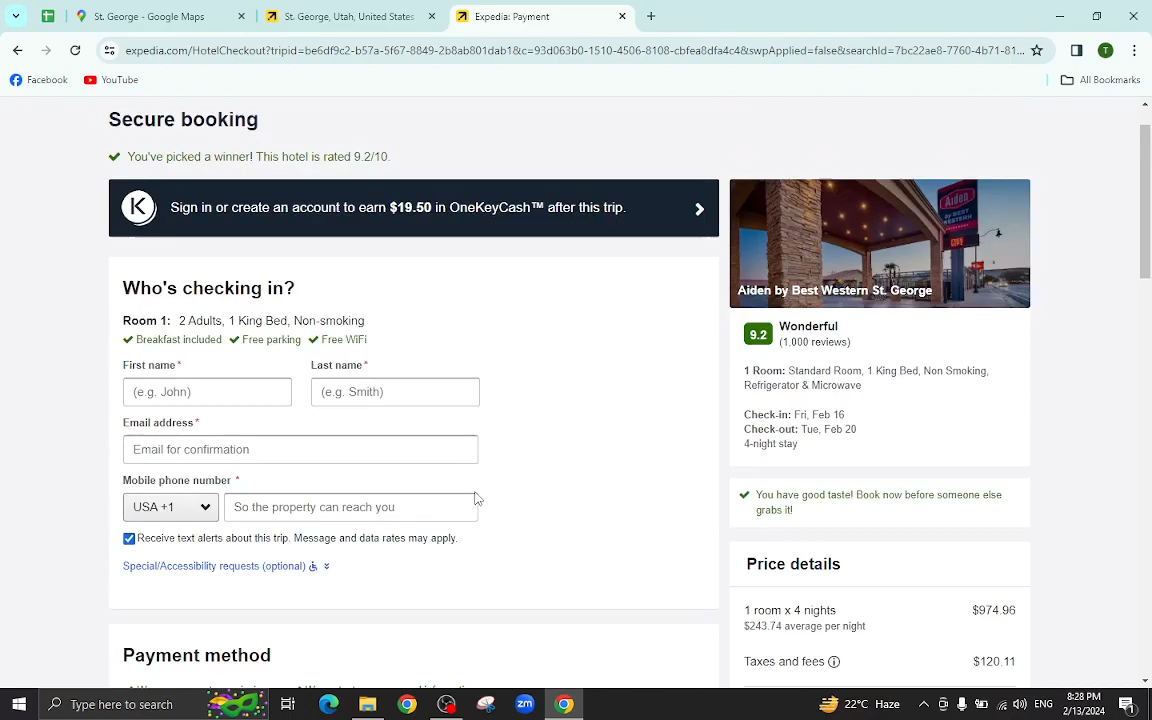 St. George - Google Maps
St. George, Utah, United States
Expedia: Payment
expedia.com/HotelCheckout?tripid=be6df9c2-b57a-5f67-8849-2b8ab801dab1&c=93d063b0-1510-4506-8108-cbfea8dfa4c4&swpApplied=false&searchId=7bc22ae8-7760-4b71-81...
T
Facebook
YouTube
All Bookmarks
Secure booking
You've picked a winner! This hotel is rated 9.2/10.
K
Sign in or create an account to earn $19.50 in OneKeyCash™ after this trip.
Who's checking in?
Room 1: 2 Adults, 1 King Bed, Non-smoking
Breakfast included Free parking Free WiFi
First name* Last name*
(e.g. John) (e.g. Smith)
Email address*
Email for confirmation
Mobile phone number *
USA +1 So the property can reach you
Receive text alerts about this trip. Message and data rates may apply.
Special/Accessibility requests (optional)
Payment method
Aiden
Aiden by Best Western St. George
9.2 Wonderful
(1,000 reviews)
1 Room: Standard Room, 1 King Bed, Non Smoking,
Refrigerator & Microwave
Check-in: Fri, Feb 16
Check-out: Tue, Feb 20
4-night stay
You have good taste! Book now before someone else
grabs it!
Price details
1 room x 4 nights $974.96
$243.74 average per night
Taxes and fees $120.11
Type here to search
zm
22°C Haze
ENG
8:28 PM
2/13/2024
1